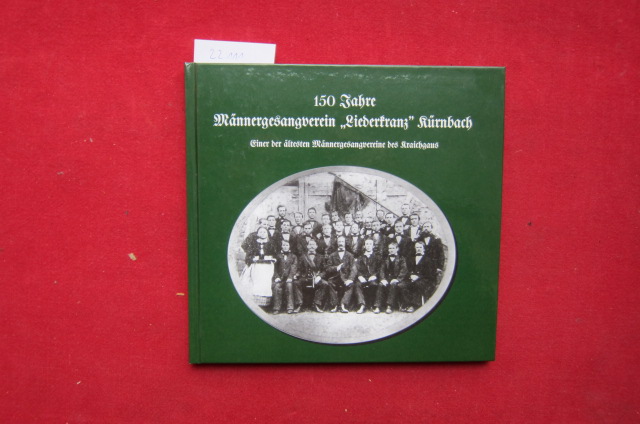 150 Jahre
Männergesangverein „Liederkranz" Kürnbach
Einer der ältesten Männergesangvereine des Kraichgaus